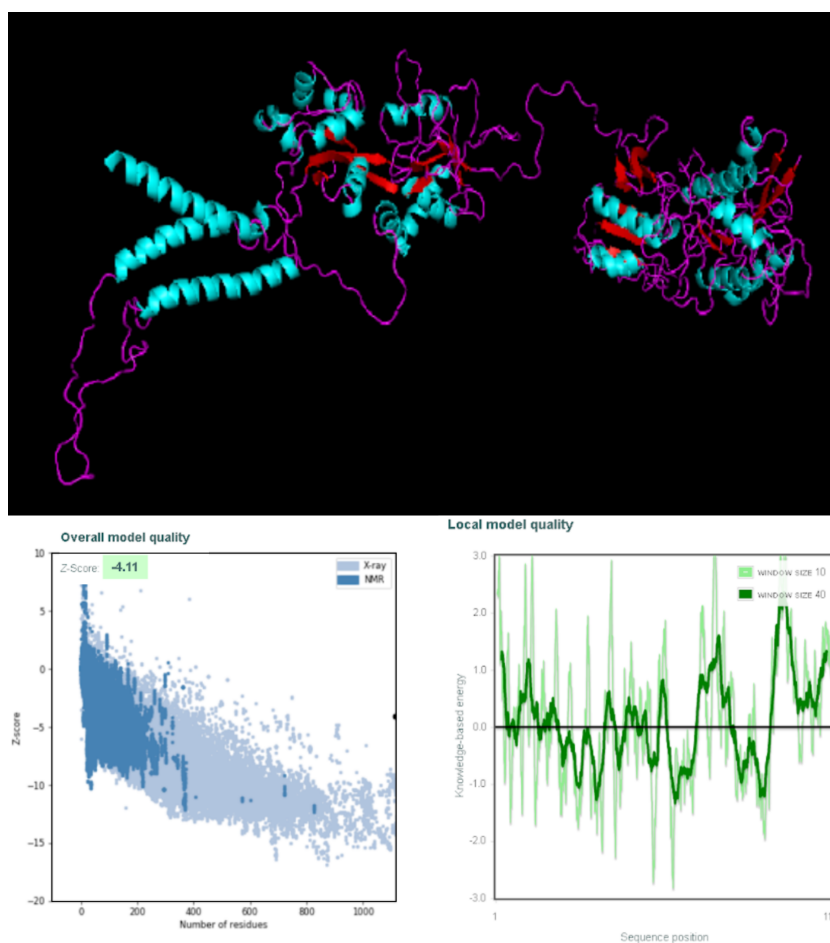 Overall model quality
Z-Score: -4.11
X-ray
NMR
10
5
0
−5
−10
−15
−20
Z-score
0
200
400
600
800
1000
Number of residues
Local model quality
WINDOW SIZE 10
WINDOW SIZE 40
3.0
2.0
1.0
0.0
-1.0
-2.0
-3.0
Knowledge-based energy
1
Sequence position